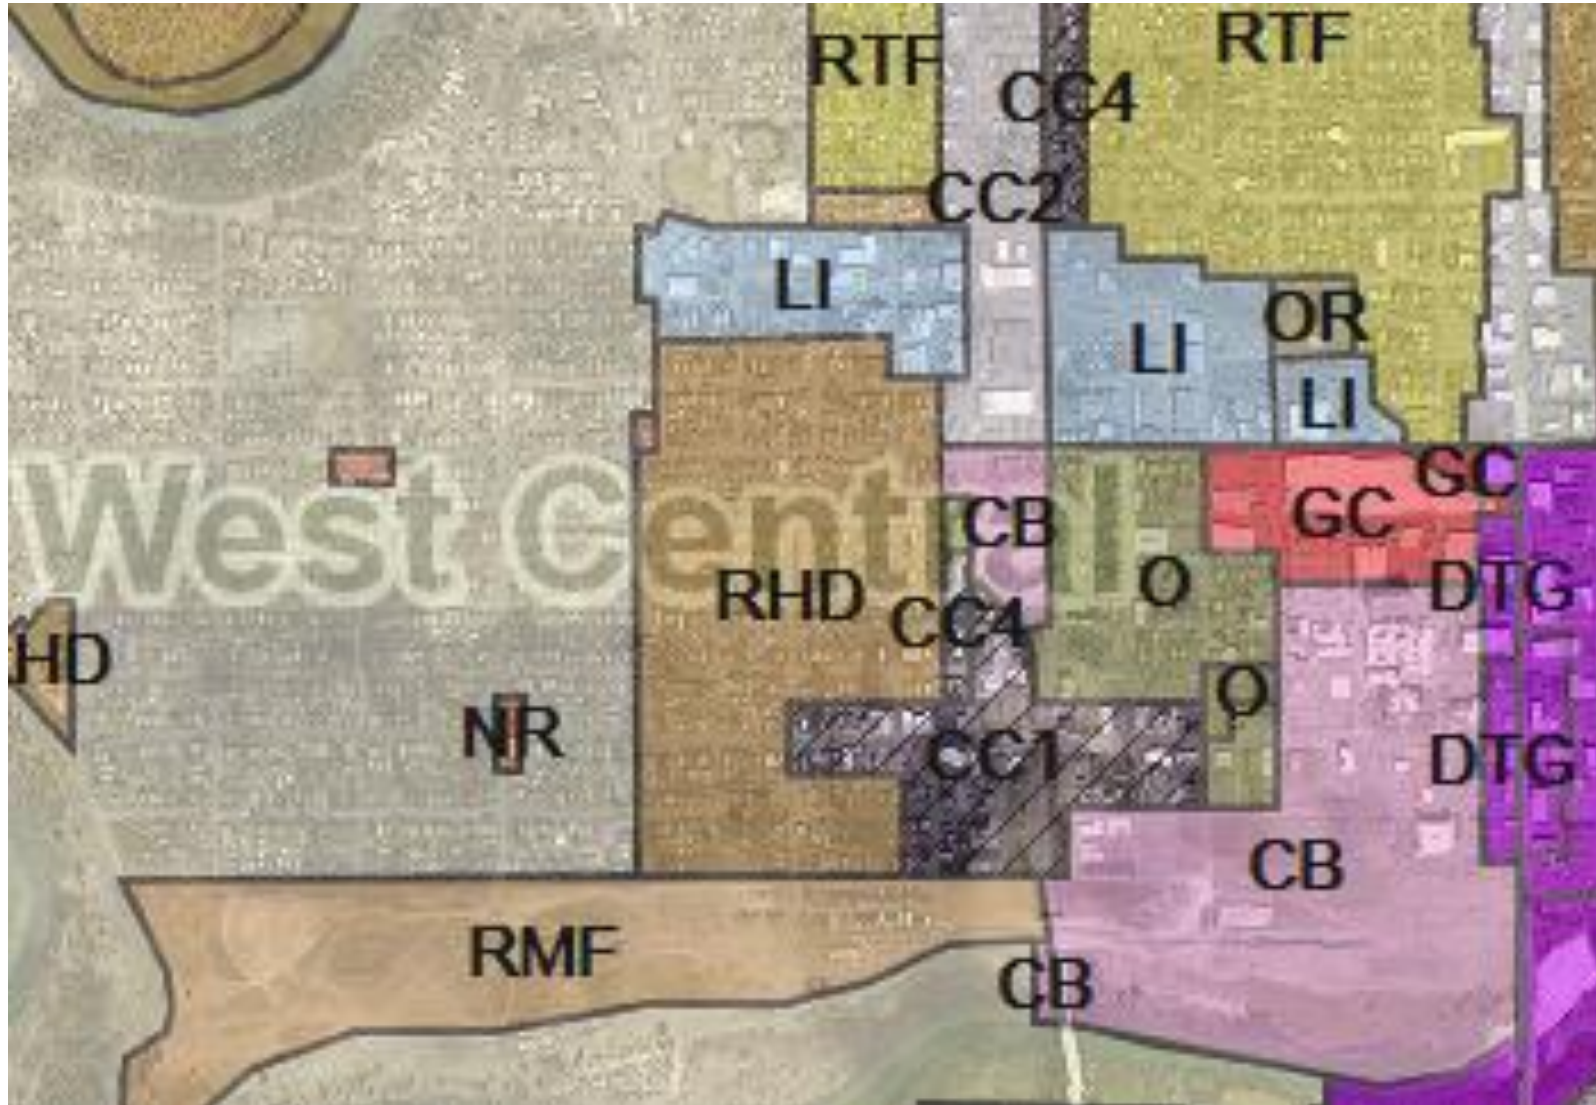 RTF
RTF
CC4
CC2
LI
LI
OR
LI
West Central
GC
GC
CB
RHD
CC4
O
DTG
HD
O
NR
CC1
DTG
CB
RMF
CB